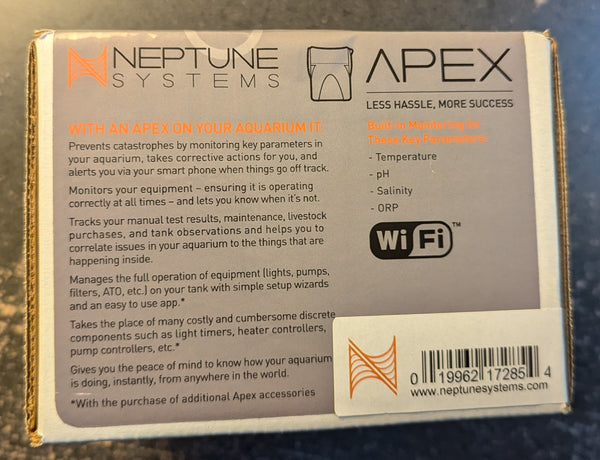 NEPTUNE
SYSTEMS
APEX
LESS HASSLE, MORE SUCCESS
WITH AN APEX ON YOUR AQUARIUM IT:
Prevents catastrophes by monitoring key parameters in
your aquarium, takes corrective actions for you, and
alerts you via your smart phone when things go off track.
Monitors your equipment – ensuring it is operating
correctly at all times – and lets you know when it's not.
Tracks your manual test results, maintenance, livestock
purchases, and tank observations and helps you to
correlate issues in your aquarium to the things that are
happening inside.
Manages the full operation of equipment (lights, pumps,
filters, ATO, etc.) on your tank with simple setup wizards
and an easy to use app.*
Takes the place of many costly and cumbersome discrete
components such as light timers, heater controllers,
pump controllers, etc.*
Gives you the peace of mind to know how your aquarium
is doing, instantly, from anywhere in the world.
*With the purchase of additional Apex accessories
Built-in Monitoring for
These Key Parameters:
- Temperature
- pH
- Salinity
- ORP
WiFi™
0 19962 17285 4
www.neptunesystems.com